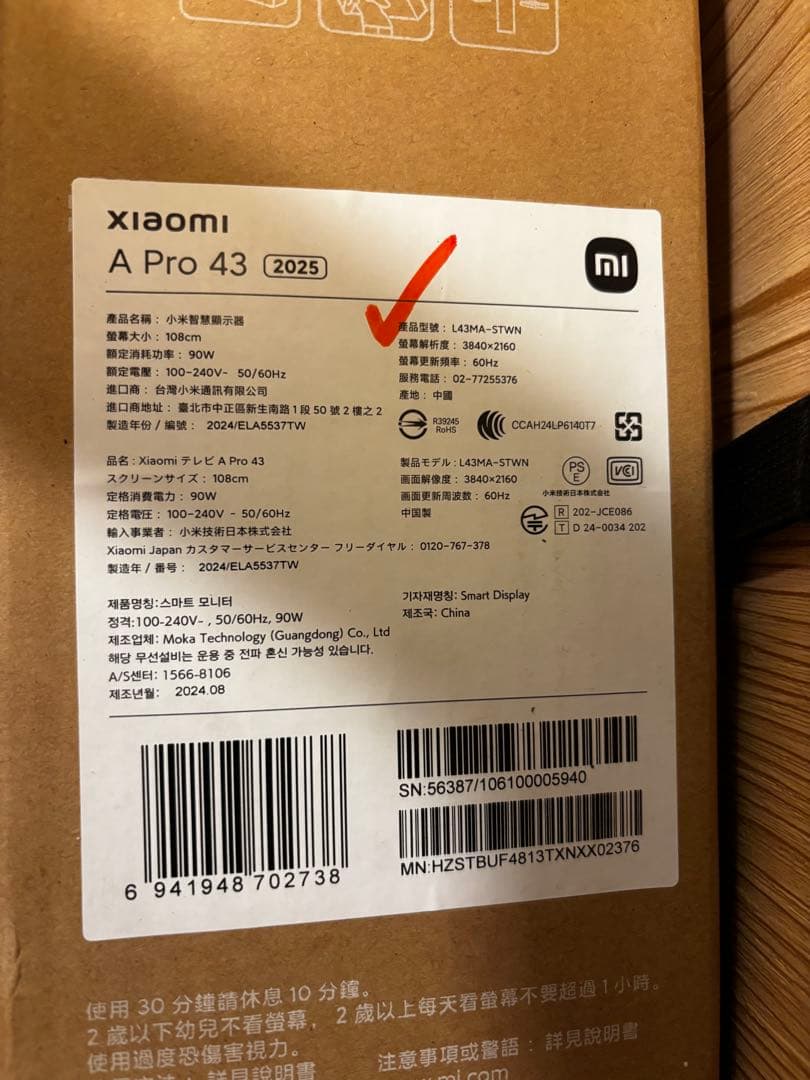 xiaomi
A Pro 43 2025
mi
產品名稱： 小米智慧顯示器
螢幕大小： 108cm
額定消耗功率： 90W
額定電壓： 100-240V~ 50/60Hz
進口商： 台灣小米通訊有限公司
進口商地址： 臺北市中正區新生南路1段50號2樓之2
製造年份 / 編號： 2024/ELA5537TW
產品型號： L43MA-STWN
螢幕解析度： 3840×2160
螢幕更新頻率： 60Hz
服務電話： 02-77255376
產地： 中國
R39245
RoHS
CCAH24LP6140T7
品名 : Xiaomi テレビ A Pro 43
スクリーンサイズ： 108cm
定格消費電力： 90W
定格電圧： 100-240V ~ 50/60Hz
輸入事業者： 小米技術日本株式会社
Xiaomi Japan カスタマーサービスセンター フリーダイヤル： 0120-767-378
製造年 / 番号： 2024/ELA5537TW
製品モデル : L43MA-STWN
画面解像度： 3840×2160
画面更新周波数： 60Hz
中国製
PS
E
小米技術日本株式会社
VCI
R 202-JCE086
T D 24-0034 202
제품명칭:스마트 모니터
정격:100-240V~ , 50/60Hz, 90W
제조업체: Moka Technology (Guangdong) Co., Ltd
해당 무선설비는 운용 중 전파 혼신 가능성 있습니다.
A/S센터: 1566-8106
제조년월: 2024.08
기자재명칭: Smart Display
제조국: China
6 941948 702738
SN:56387/106100005940
MN:HZSTBUF4813TXNXX02376
使用 30 分鐘請休息 10 分鐘。
2 歲以下幼兒不看螢幕， 2 歲以上每天看螢幕不要超過 1 小時。
使用過度恐傷害視力。
注意事項或警語： 詳見說明書
詳見說明書
mi.com